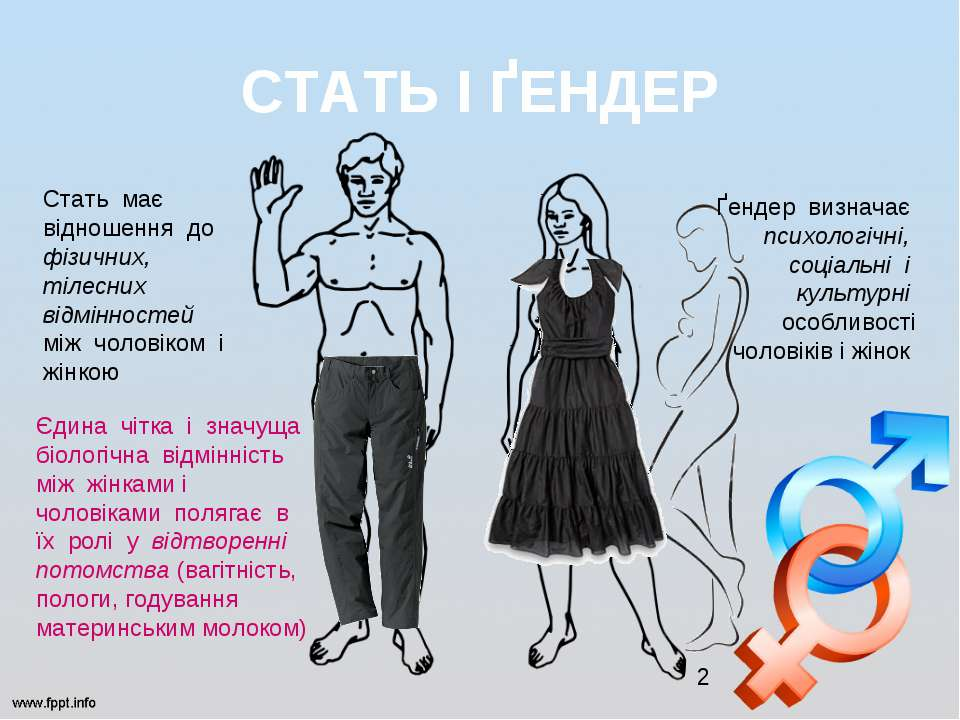 СТАТЬ І ҐЕНДЕР
Стать має
відношення до
фізичних,
тілесних
відмінностей
між чоловіком і
жінкою
Ґендер визначає
психологічні,
соціальні і
культурні
особливості
чоловіків і жінок
Єдина чітка і значуща
біологічна відмінність
між жінками і
чоловіками полягає в
їх ролі у відтворенні
потомства (вагітність,
пологи, годування
материнським молоком)
2
www.fppt.info